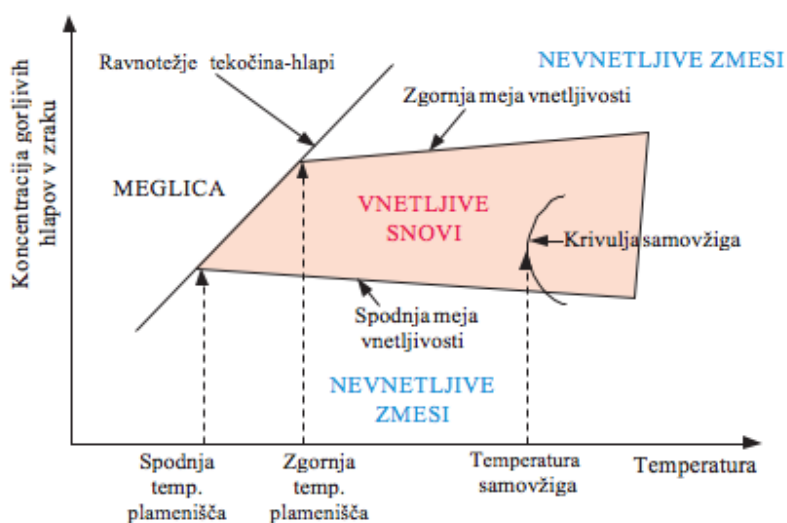 Koncentracija gorljivih
hlapov v zraku
Ravnotežje tekočina-hlapi
NEVNETLJIVE ZMESI
Zgornja meja vnetljivosti
MEGLICA
VNETLJIVE
SNOVI
Krivulja samovžiga
Spodnja meja
vnetljivosti
NEVNETLJIVE
ZMESI
Spodnja
temp.
plamenišča
Zgornja
temp.
plamenišča
Temperatura
samovžiga
Temperatura